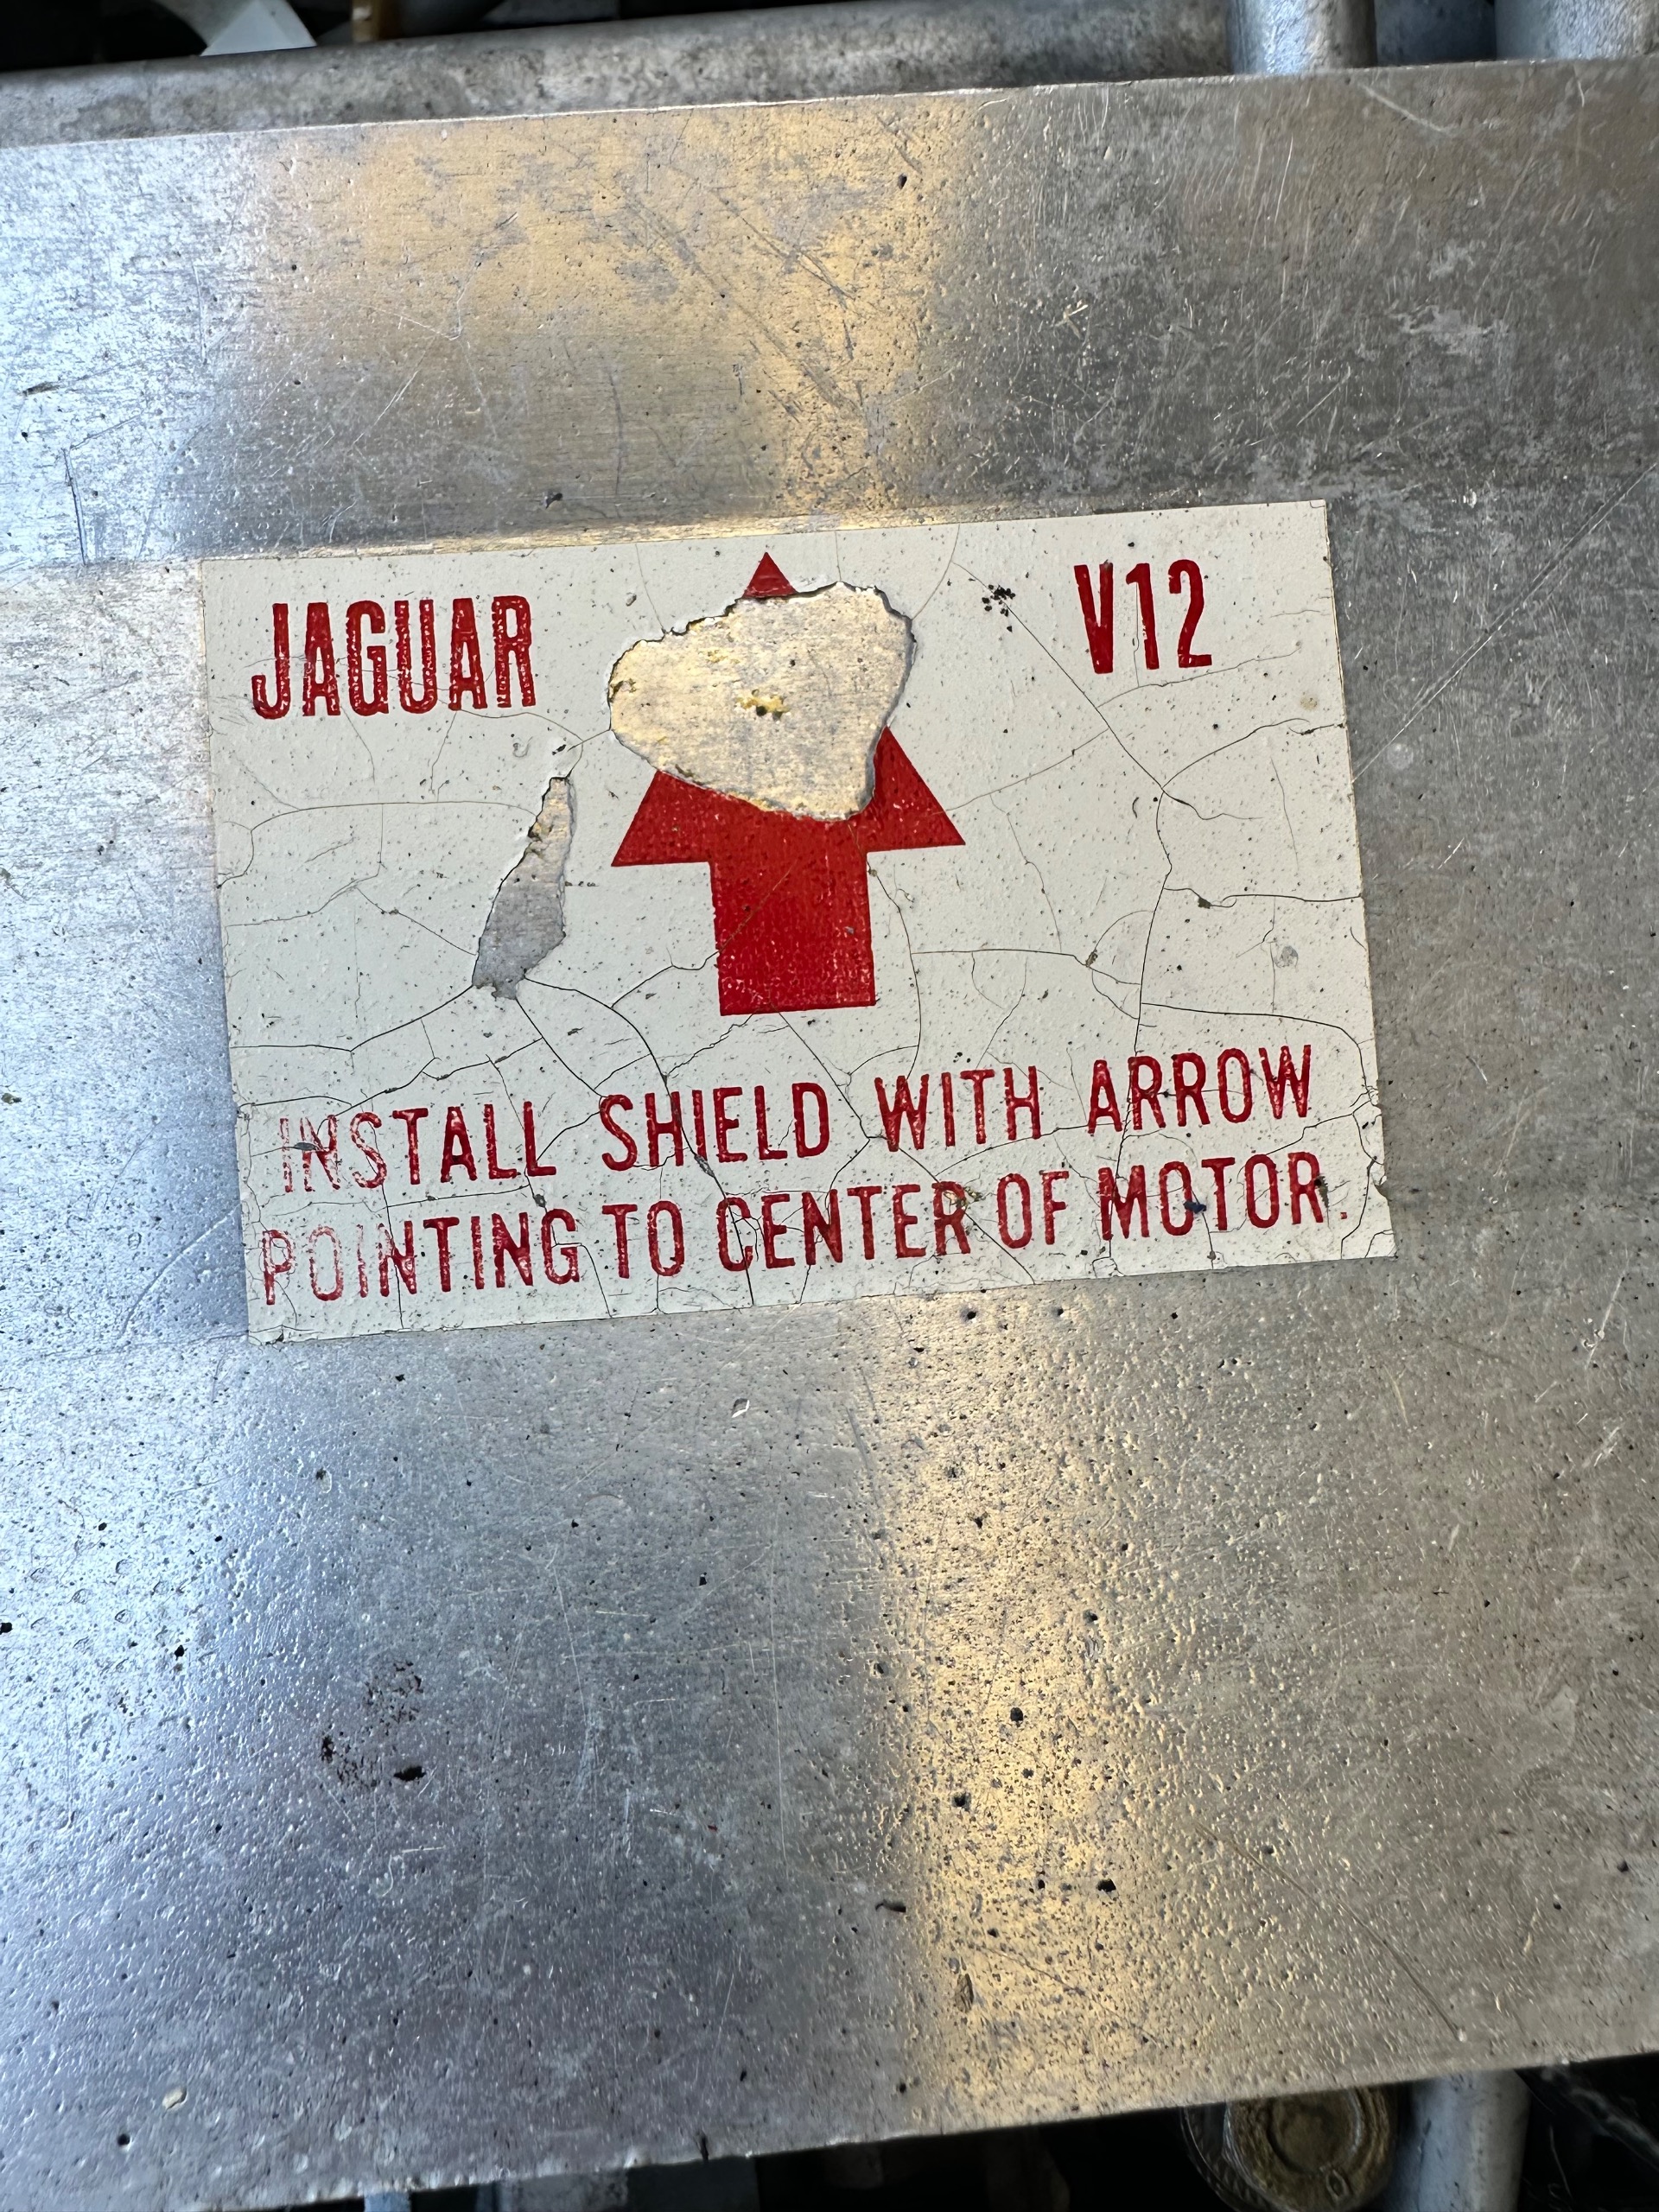 JAGUAR V12
INSTALL SHIELD WITH ARROW
POINTING TO CENTER OF MOTOR.